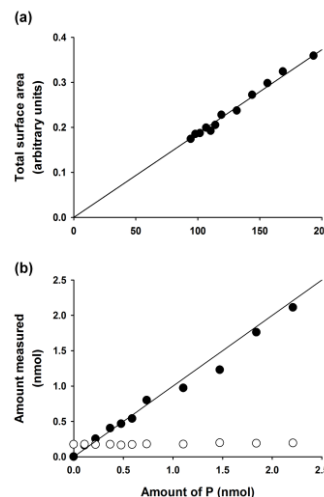 (a)
Total surface area
(arbitrary units)
0.4
0.3
0.2
0.1
0.0
0 50 100 150 200
(b)
Amount measured
(nmol)
2.5
2.0
1.5
1.0
0.5
0.0
0.0 0.5 1.0 1.5 2.0 2.
Amount of P (nmol)